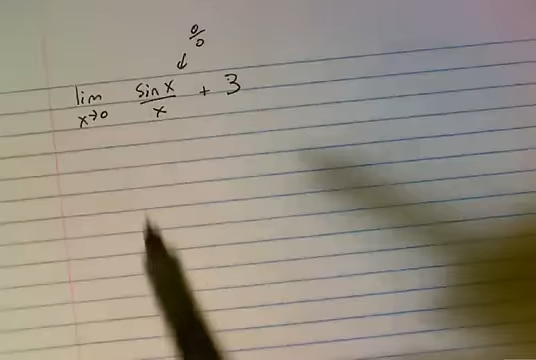 0/0
↓
lim x→0 sin x / x + 3